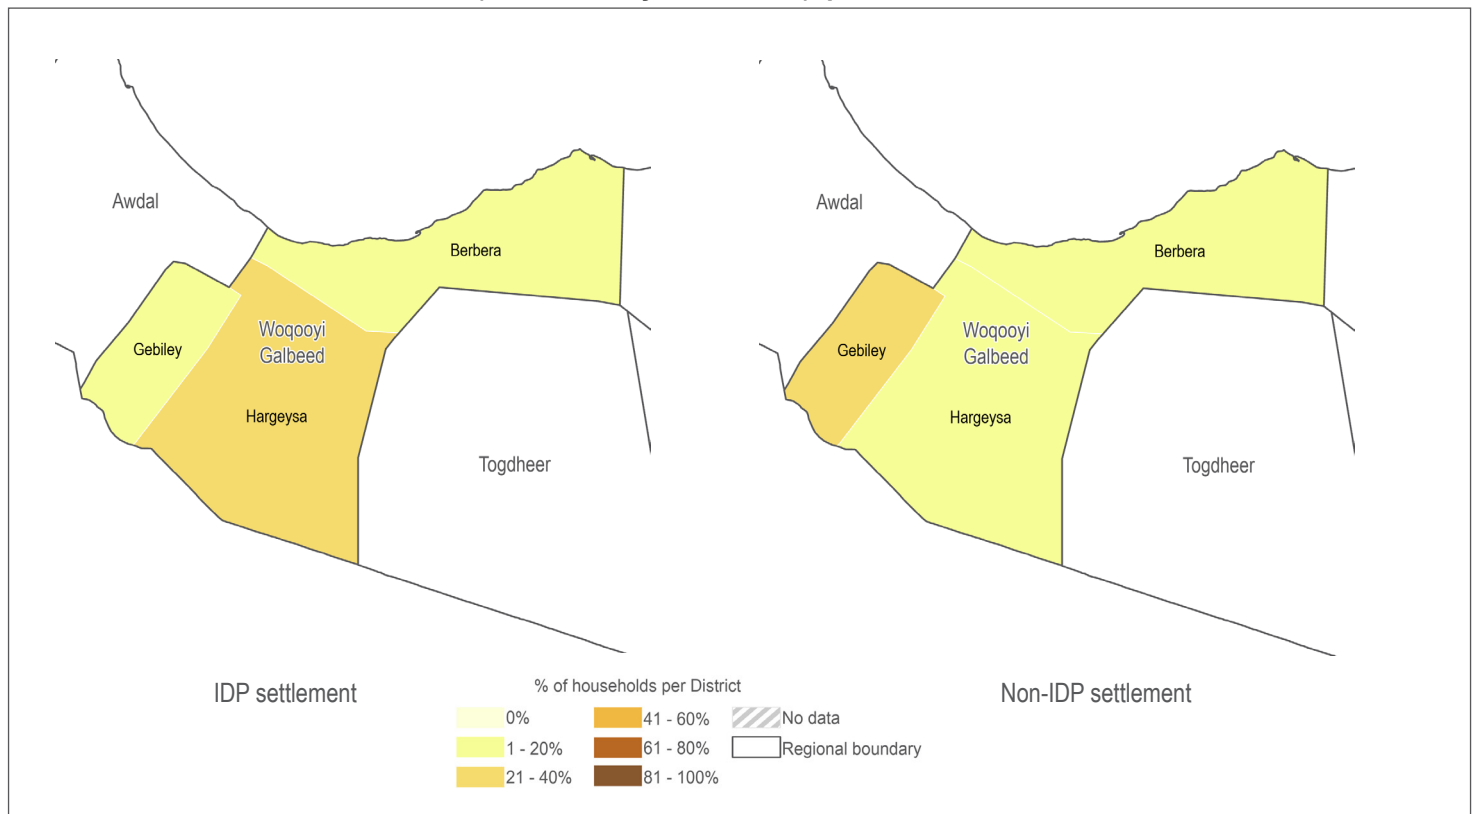 Awdal
Berbera
Gebiley
Woqooyi
Galbeed
Hargeysa
Togdheer
IDP settlement
Awdal
Berbera
Gebiley
Woqooyi
Galbeed
Hargeysa
Togdheer
Non-IDP settlement
% of households per District
0%
1 - 20%
21 - 40%
41 - 60%
61 - 80%
81 - 100%
No data
Regional boundary